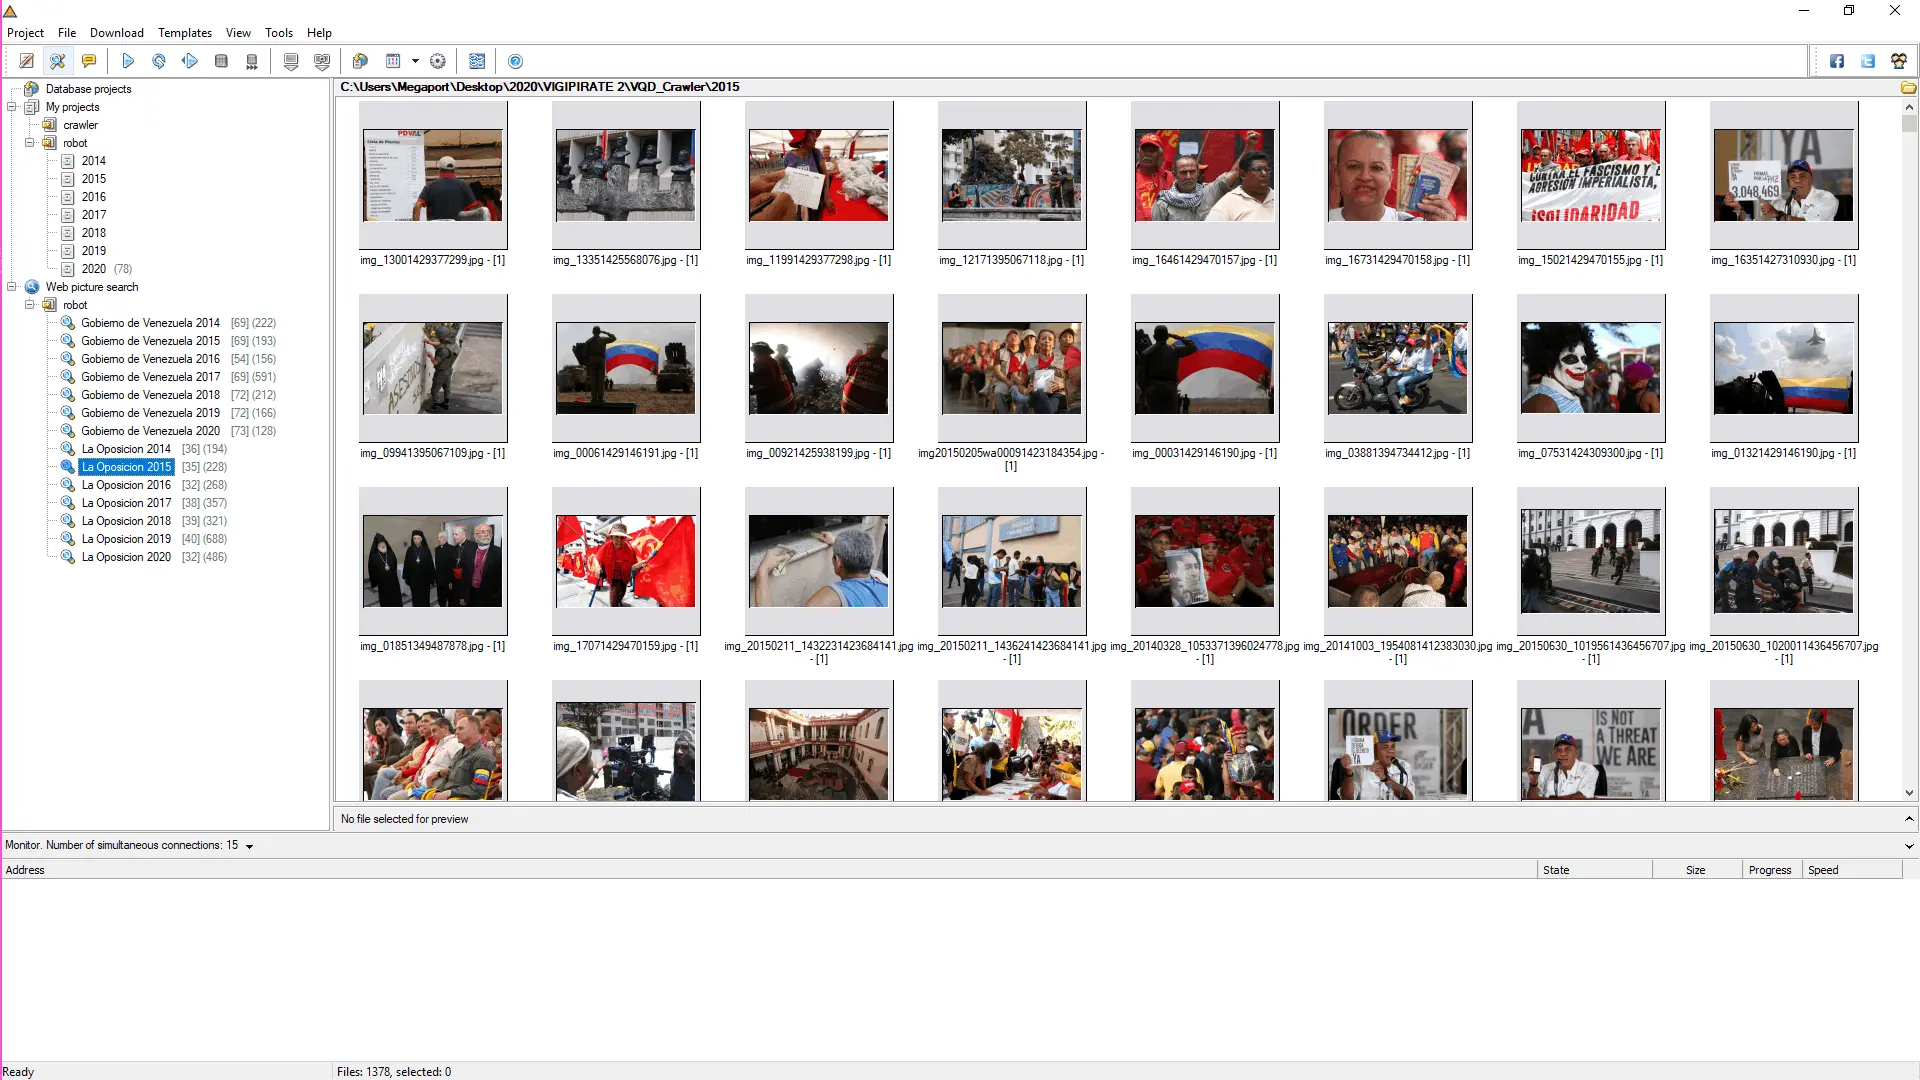 Project File Download Templates View Tools Help
C:\Users\Megaport\Desktop\2020\VIGIPIRATE 2\VQD_Crawler\2015
Database projects
My projects
crawler
robot
2014
2015
2016
2017
2018
2019
2020 (78)
Web picture search
robot
Gobierno de Venezuela 2014 [69] (222)
Gobierno de Venezuela 2015 [69] (193)
Gobierno de Venezuela 2016 [54] (156)
Gobierno de Venezuela 2017 [69] (591)
Gobierno de Venezuela 2018 [72] (212)
Gobierno de Venezuela 2019 [72] (166)
Gobierno de Venezuela 2020 [73] (128)
La Oposicion 2014 [36] (194)
La Oposicion 2015 [35] (228)
La Oposicion 2016 [32] (268)
La Oposicion 2017 [38] (357)
La Oposicion 2018 [39] (321)
La Oposicion 2019 [40] (688)
La Oposicion 2020 [32] (486)
PDVAL
Lista de Precios
CONTRA EL FASCISMO Y
AGRESIÓN IMPERIALISTA,
¡SOLIDARIDAD
YA
3.048,469
img_13001429377299.jpg - [1]
img_13351425568076.jpg - [1]
img_11991429377298.jpg - [1]
img_12171395067118.jpg - [1]
img_16461429470157.jpg - [1]
img_16731429470158.jpg - [1]
img_15021429470155.jpg - [1]
img_16351427310930.jpg - [1]
ASESINOS
img_09941395067109.jpg - [1]
img_00061429146191.jpg - [1]
img_00921425938199.jpg - [1]
img20150205wa00091423184354.jpg -
[1]
img_00031429146190.jpg - [1]
img_03881394734412.jpg - [1]
img_07531424309300.jpg - [1]
img_01321429146190.jpg - [1]
img_01851349487878.jpg - [1]
img_17071429470159.jpg - [1]
img_20150211_1432231423684141.jpg
- [1]
img_20150211_1436241423684141.jpg
- [1]
img_20140328_1053371396024778.jpg
- [1]
img_20141003_1954081412383030.jpg
- [1]
img_20150630_1019561436456707.jpg
- [1]
img_20150630_1020011436456707.jpg
- [1]
ORDER
YA
A
IS NOT
A THREAT
WE ARE
No file selected for preview
Monitor. Number of simultaneous connections: 15
Address State Size Progress Speed
Ready Files: 1378, selected: 0